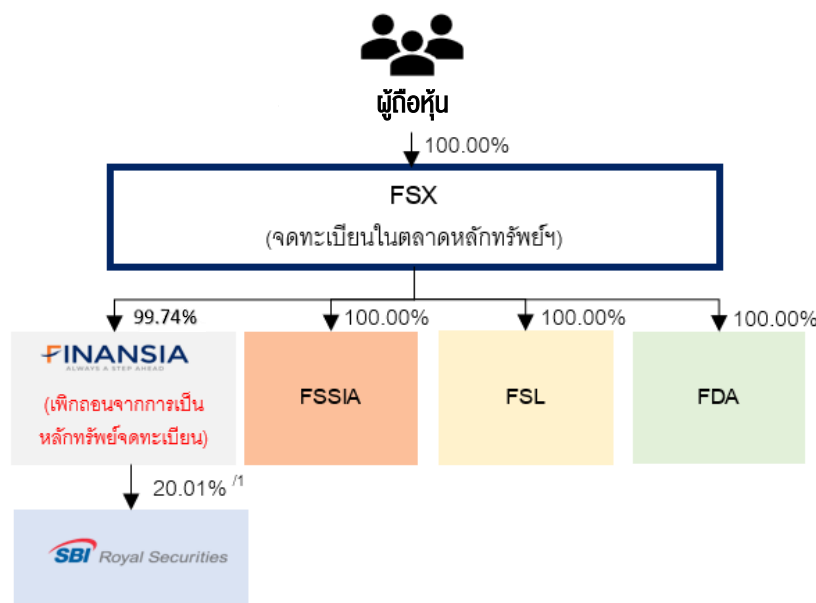 ผู้ถือหุ้น
100.00%
FSX
(จดทะเบียนในตลาดหลักทรัพย์ฯ)
99.74%
100.00%
100.00%
100.00%
FINANSIA
ALWAYS A STEP AHEAD
(เพิกถอนจากการเป็น
หลักทรัพย์จดทะเบียน)
FSSIA
FSL
FDA
20.01% /1
SBI Royal Securities